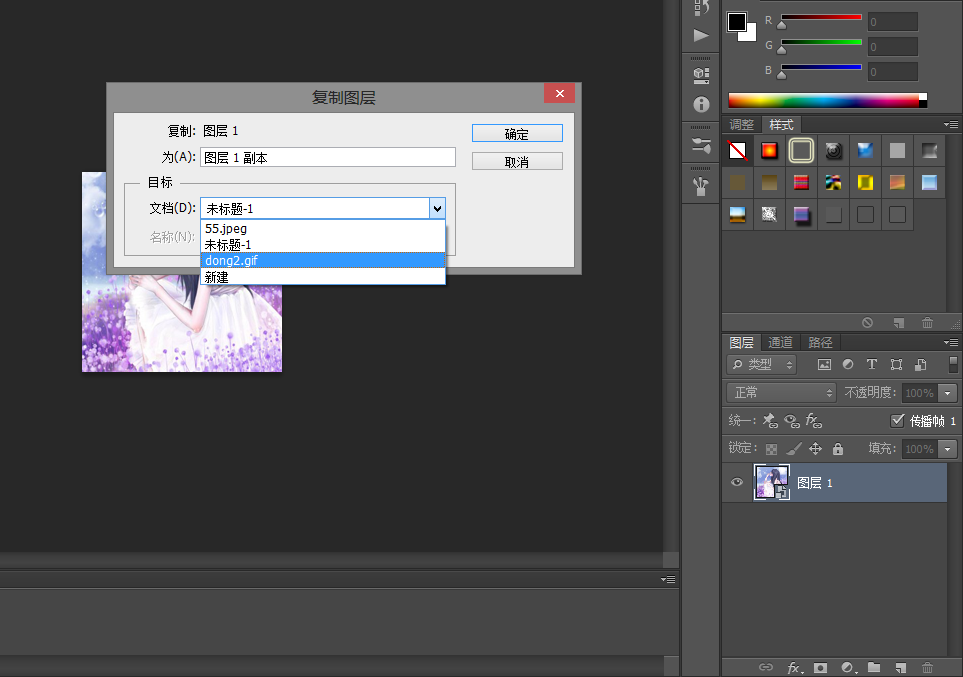 复制图层
复制: 图层 1
为(A): 图层 1 副本
确定
取消
目标
文档(D): 未标题-1
名称(N):
55.jpeg
未标题-1
dong2.gif
新建
R 0
G 0
B 0
调整 样式
图层 通道 路径
类型
正常 不透明度: 100%
统一: 传播帧 1
锁定: 填充: 100%
图层 1
fx